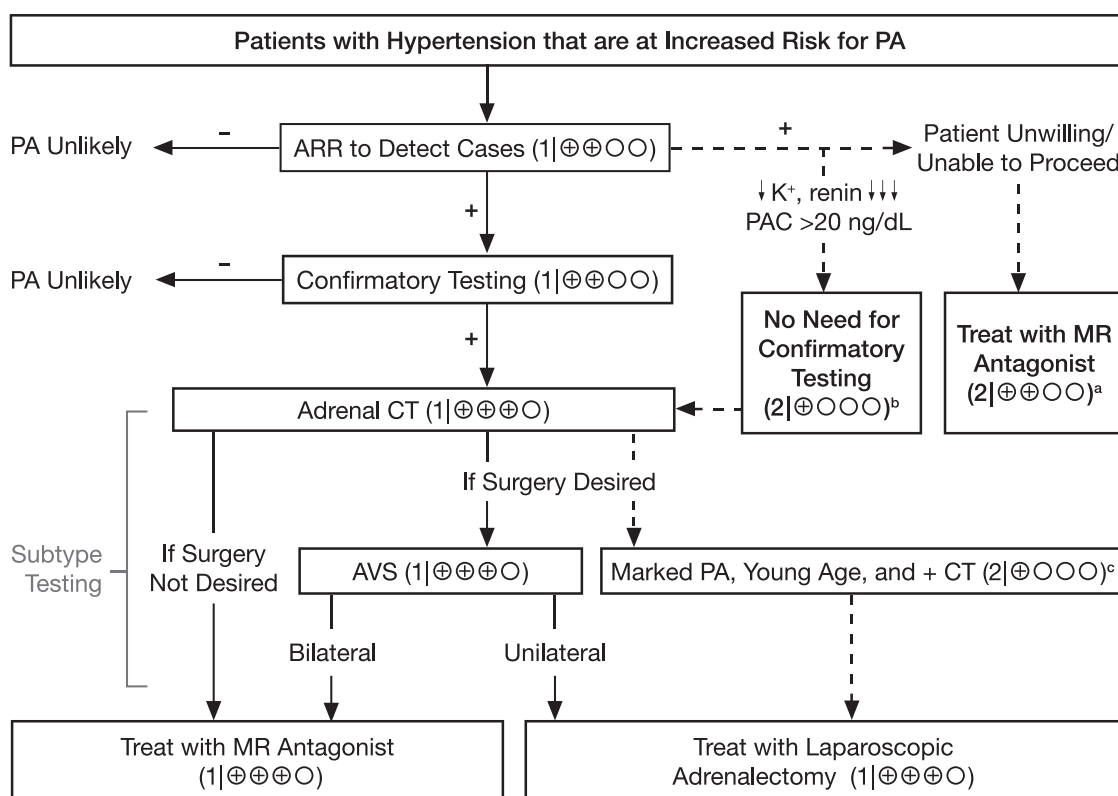 Patients with Hypertension that are at Increased Risk for PA
PA Unlikely
–
ARR to Detect Cases (1|⊕⊕○○)
+
Patient Unwilling/
Unable to Proceed
↓K⁺, renin ↓↓↓
PAC >20 ng/dL
+
PA Unlikely
–
Confirmatory Testing (1|⊕⊕○○)
+
No Need for
Confirmatory
Testing
(2|⊕○○○)ᵇ
Treat with MR
Antagonist
(2|⊕⊕○○)ᵃ
Adrenal CT (1|⊕⊕⊕○)
If Surgery Desired
Subtype
Testing
If Surgery
Not Desired
AVS (1|⊕⊕⊕○)
Marked PA, Young Age, and + CT (2|⊕○○○)ᶜ
Bilateral
Unilateral
Treat with MR Antagonist
(1|⊕⊕⊕○)
Treat with Laparoscopic
Adrenalectomy (1|⊕⊕⊕○)